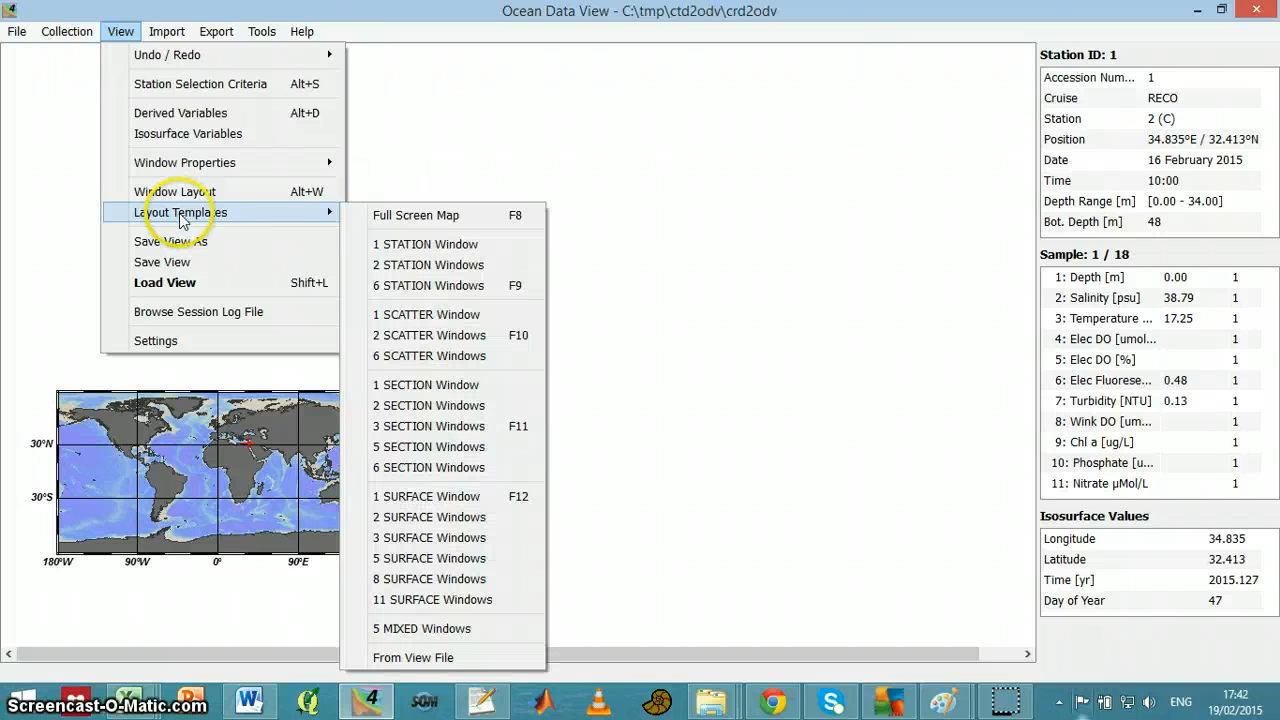 Ocean Data View - C:\tmp\ctd2odv\crd2odv
File Collection View Import Export Tools Help
Undo / Redo
Station Selection Criteria Alt+S
Derived Variables Alt+D
Isosurface Variables
Window Properties
Window Layout Alt+W
Layout Templates
Save View As
Save View
Load View Shift+L
Browse Session Log File
Settings
Full Screen Map F8
1 STATION Window
2 STATION Windows
6 STATION Windows F9
1 SCATTER Window
2 SCATTER Windows F10
6 SCATTER Windows
1 SECTION Window
2 SECTION Windows
3 SECTION Windows F11
5 SECTION Windows
6 SECTION Windows
1 SURFACE Window F12
2 SURFACE Windows
3 SURFACE Windows
5 SURFACE Windows
8 SURFACE Windows
11 SURFACE Windows
5 MIXED Windows
From View File
30°N
30°S
180°W 90°W 0° 90°E
Station ID: 1
Accession Num... 1
Cruise RECO
Station 2 (C)
Position 34.835°E / 32.413°N
Date 16 February 2015
Time 10:00
Depth Range [m] [0.00 - 34.00]
Bot. Depth [m] 48
Sample: 1 / 18
1: Depth [m] 0.00 1
2: Salinity [psu] 38.79 1
3: Temperature ... 17.25 1
4: Elec DO [umol... 1
5: Elec DO [%] 1
6: Elec Fluorese... 0.48 1
7: Turbidity [NTU] 0.13 1
8: Wink DO [um... 1
9: Chl a [ug/L] 1
10: Phosphate [u... 1
11: Nitrate µMol/L 1
Isosurface Values
Longitude 34.835
Latitude 32.413
Time [yr] 2015.127
Day of Year 47
Screencast-O-Matic.com
4
SOM
ENG
17:42
19/02/2015